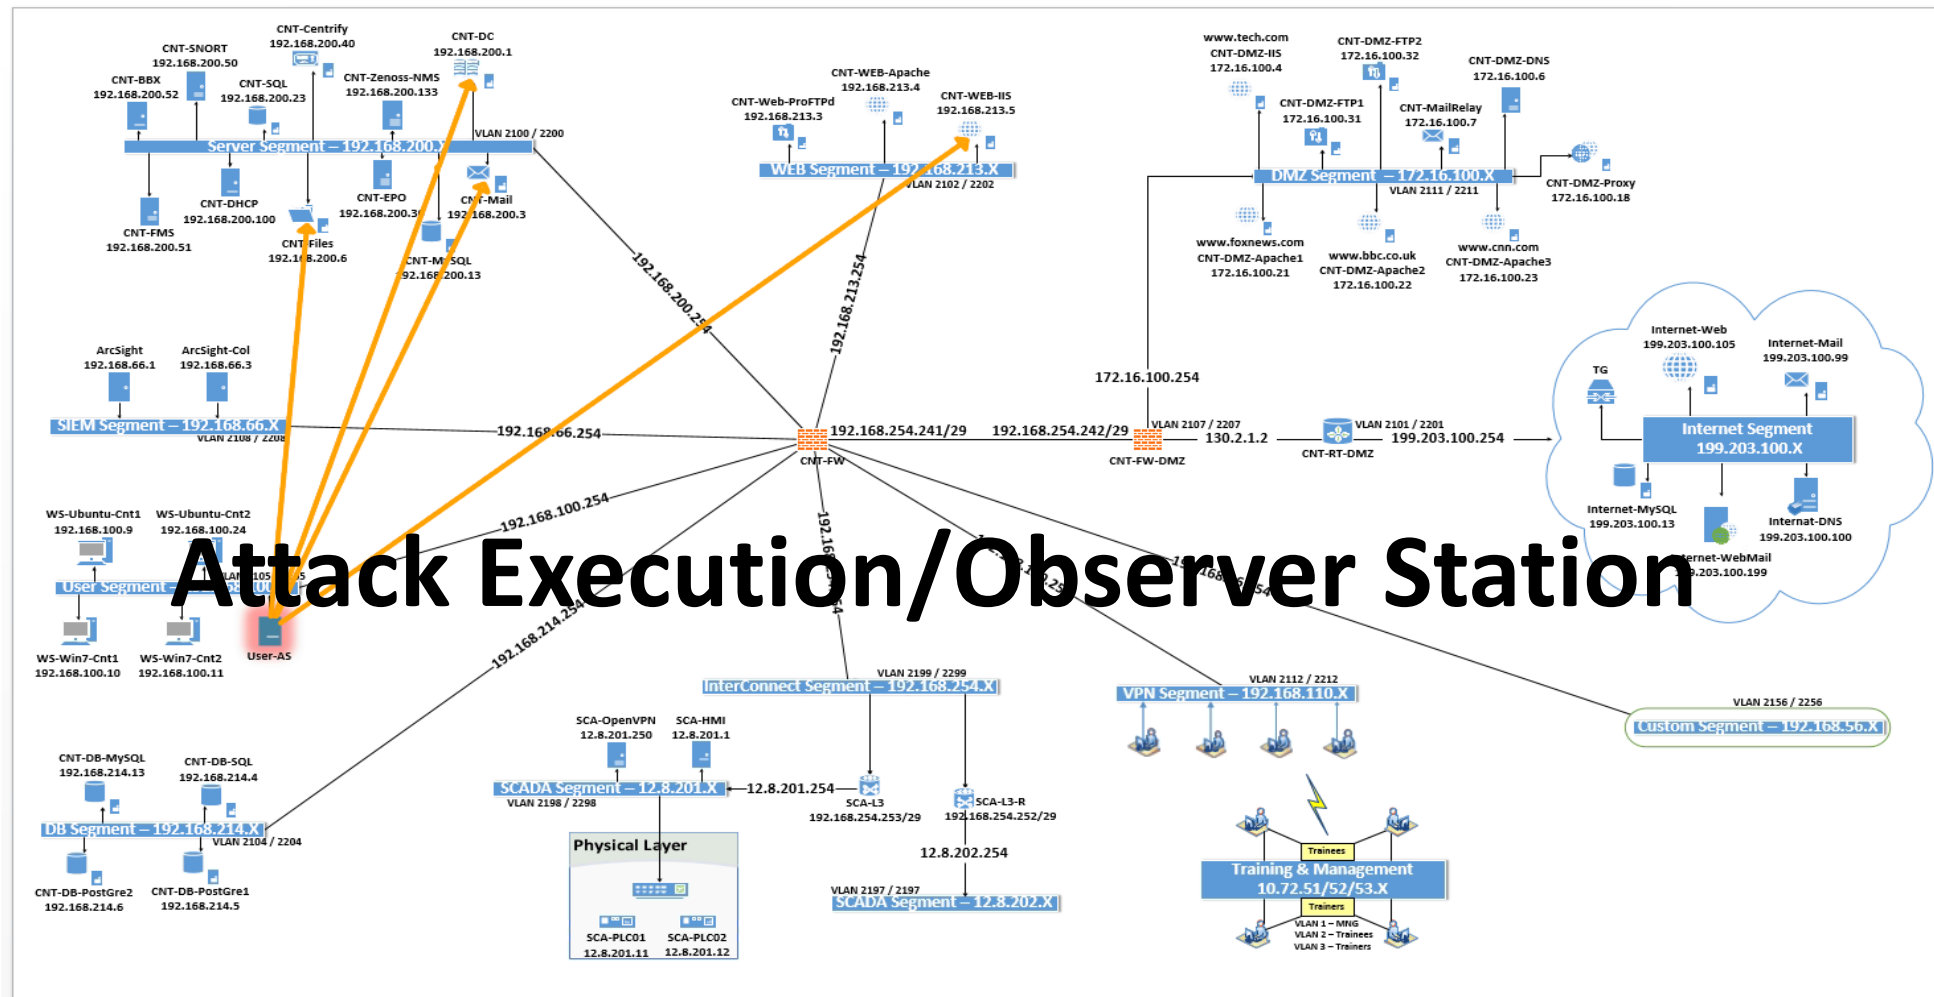 CNT-Centrify
192.168.200.40
CNT-DC
192.168.200.1
CNT-SNORT
192.168.200.50
CNT-BBX
192.168.200.52
CNT-SQL
192.168.200.23
CNT-Zenoss-NMS
192.168.200.133
VLAN 2100 / 2200
Server Segment – 192.168.200.X
CNT-FMS
192.168.200.51
CNT-DHCP
192.168.200.100
CNT-Files
192.168.200.6
CNT-EPO
CNT-Mail
192.168.200.3
CNT-MySQL
192.168.200.13
CNT-WEB-Apache
192.168.213.4
CNT-Web-ProFTPd
192.168.213.3
CNT-WEB-IIS
192.168.213.5
WEB Segment – 192.168.213.X
VLAN 2102 / 2202
www.tech.com
CNT-DMZ-IIS
172.16.100.4
CNT-DMZ-FTP2
172.16.100.32
CNT-DMZ-DNS
172.16.100.6
CNT-DMZ-FTP1
172.16.100.31
CNT-MailRelay
172.16.100.7
DMZ Segment – 172.16.100.X
VLAN 2111 / 2211
CNT-DMZ-Proxy
172.16.100.18
www.foxnews.com
CNT-DMZ-Apache1
172.16.100.21
www.bbc.co.uk
CNT-DMZ-Apache2
172.16.100.22
www.cnn.com
CNT-DMZ-Apache3
172.16.100.23
192.168.200.254
192.168.213.254
172.16.100.254
ArcSight
192.168.66.1
ArcSight-Col
192.168.66.3
SIEM Segment – 192.168.66.X
VLAN 2108 / 2208
192.168.66.254
CNT-FW
192.168.254.241/29
192.168.254.242/29
CNT-FW-DMZ
VLAN 2107 / 2207
130.2.1.2
CNT-RT-DMZ
VLAN 2101 / 2201
199.203.100.254
Internet-Web
199.203.100.105
Internet-Mail
199.203.100.99
TG
Internet Segment
199.203.100.X
Internet-MySQL
199.203.100.13
Internet-DNS
199.203.100.100
Internet-WebMail
199.203.100.199
WS-Ubuntu-Cnt1
192.168.100.9
WS-Ubuntu-Cnt2
192.168.100.24
192.168.100.254
User Segment
Attack Execution/Observer Station
WS-Win7-Cnt1
192.168.100.10
WS-Win7-Cnt2
192.168.100.11
User-AS
192.168.214.254
VLAN 2199 / 2299
InterConnect Segment – 192.168.254.X
VLAN 2112 / 2212
VPN Segment – 192.168.110.X
VLAN 2156 / 2256
Custom Segment – 192.168.56.X
SCA-OpenVPN
12.8.201.250
SCA-HMI
12.8.201.1
SCADA Segment – 12.8.201.X
VLAN 2198 / 2298
12.8.201.254
SCA-L3
192.168.254.253/29
SCA-L3-R
192.168.254.252/29
12.8.202.254
VLAN 2197 / 2197
SCADA Segment – 12.8.202.X
CNT-DB-MySQL
192.168.214.13
CNT-DB-SQL
192.168.214.4
DB Segment – 192.168.214.X
VLAN 2104 / 2204
CNT-DB-PostGre2
192.168.214.6
CNT-DB-PostGre1
192.168.214.5
Physical Layer
SCA-PLC01
12.8.201.11
SCA-PLC02
12.8.201.12
Trainees
Training & Management
10.72.51/52/53.X
Trainers
VLAN 1 – MNG
VLAN 2 – Trainees
VLAN 3 – Trainers